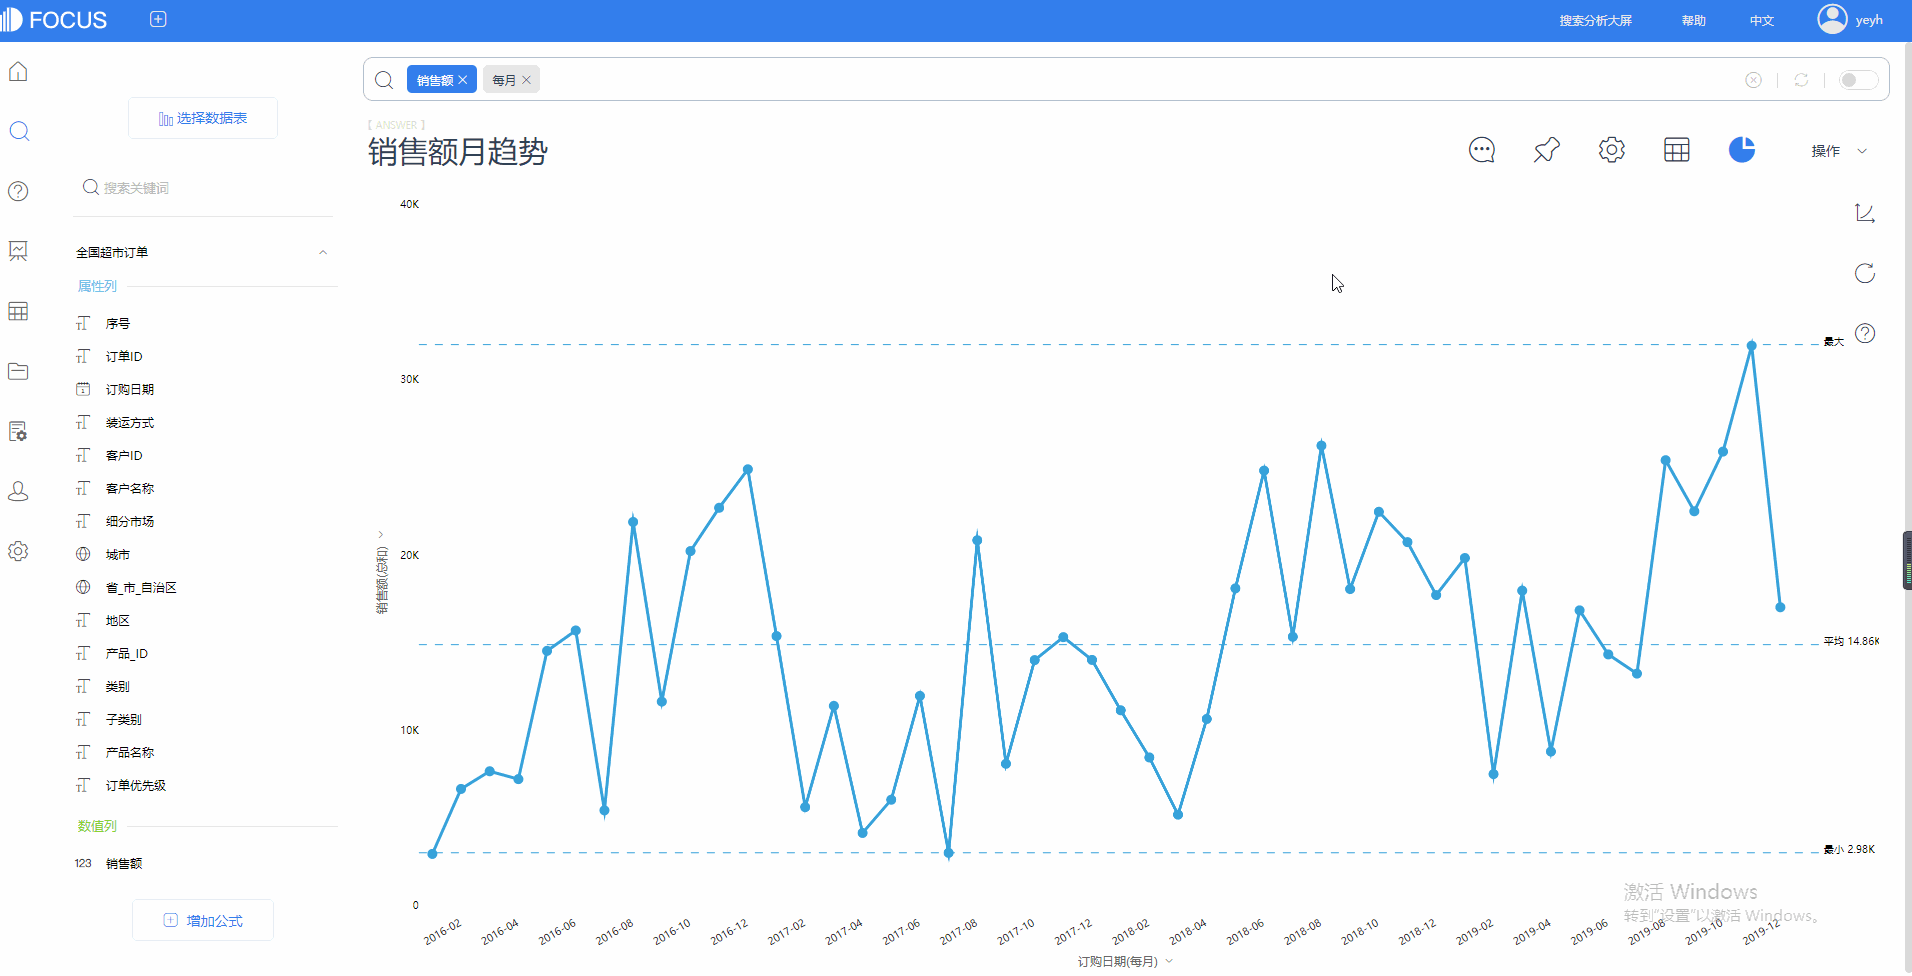 FOCUS
搜索分析大屏
帮助
中文
yeyh
选择数据表
搜索关键词
全国超市订单
属性列
序号
订单ID
订购日期
装运方式
客户ID
客户名称
细分市场
城市
省_市_自治区
地区
产品_ID
类别
子类别
产品名称
订单优先级
数值列
123 销售额
增加公式
销售额 每月
【 ANSWER 】
销售额月趋势
操作
40K
30K
20K
10K
0
销售额(总和)
最大
平均 14.86K
最小 2.98K
2016-02 2016-04 2016-06 2016-08 2016-10 2016-12 2017-02 2017-04 2017-06 2017-08 2017-10 2017-12 2018-02 2018-04 2018-06 2018-08 2018-10 2018-12 2019-02 2019-04 2019-06 2019-08 2019-10 2019-12
订购日期(每月)
激活 Windows
转到"设置"以激活 Windows。